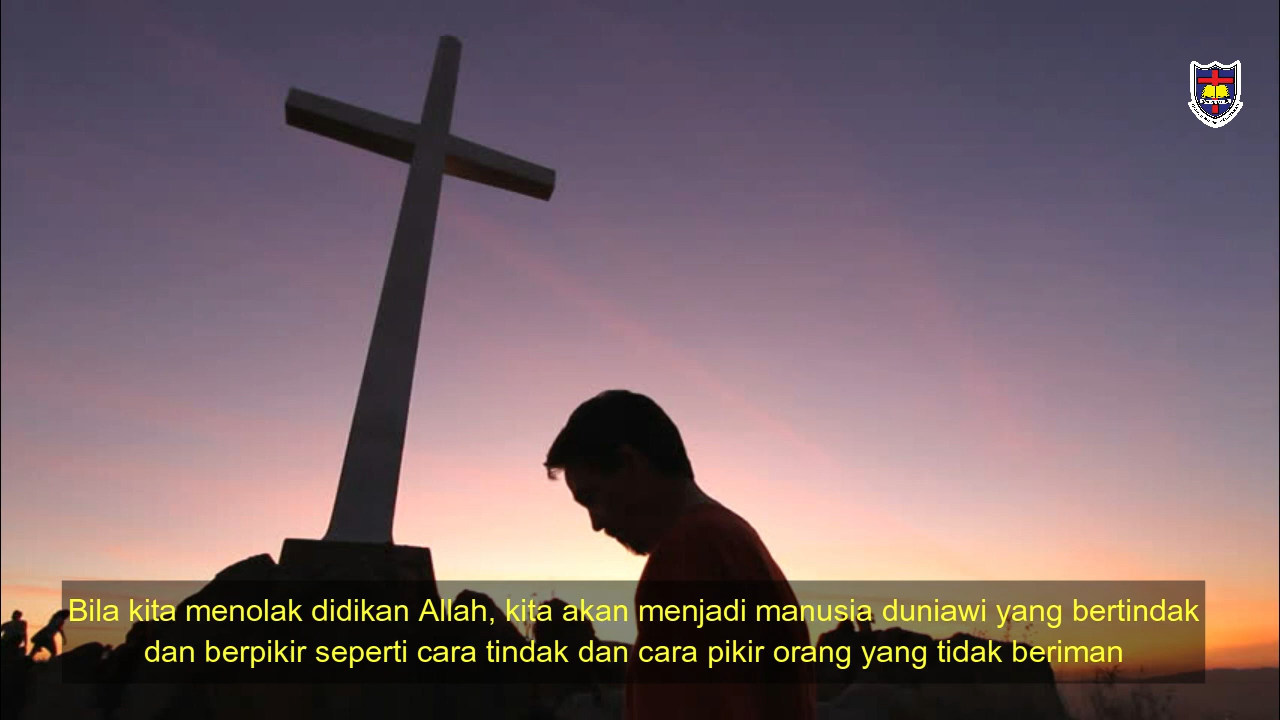 Bila kita menolak didikan Allah, kita akan menjadi manusia duniawi yang bertindak
dan berpikir seperti cara tindak dan cara pikir orang yang tidak beriman